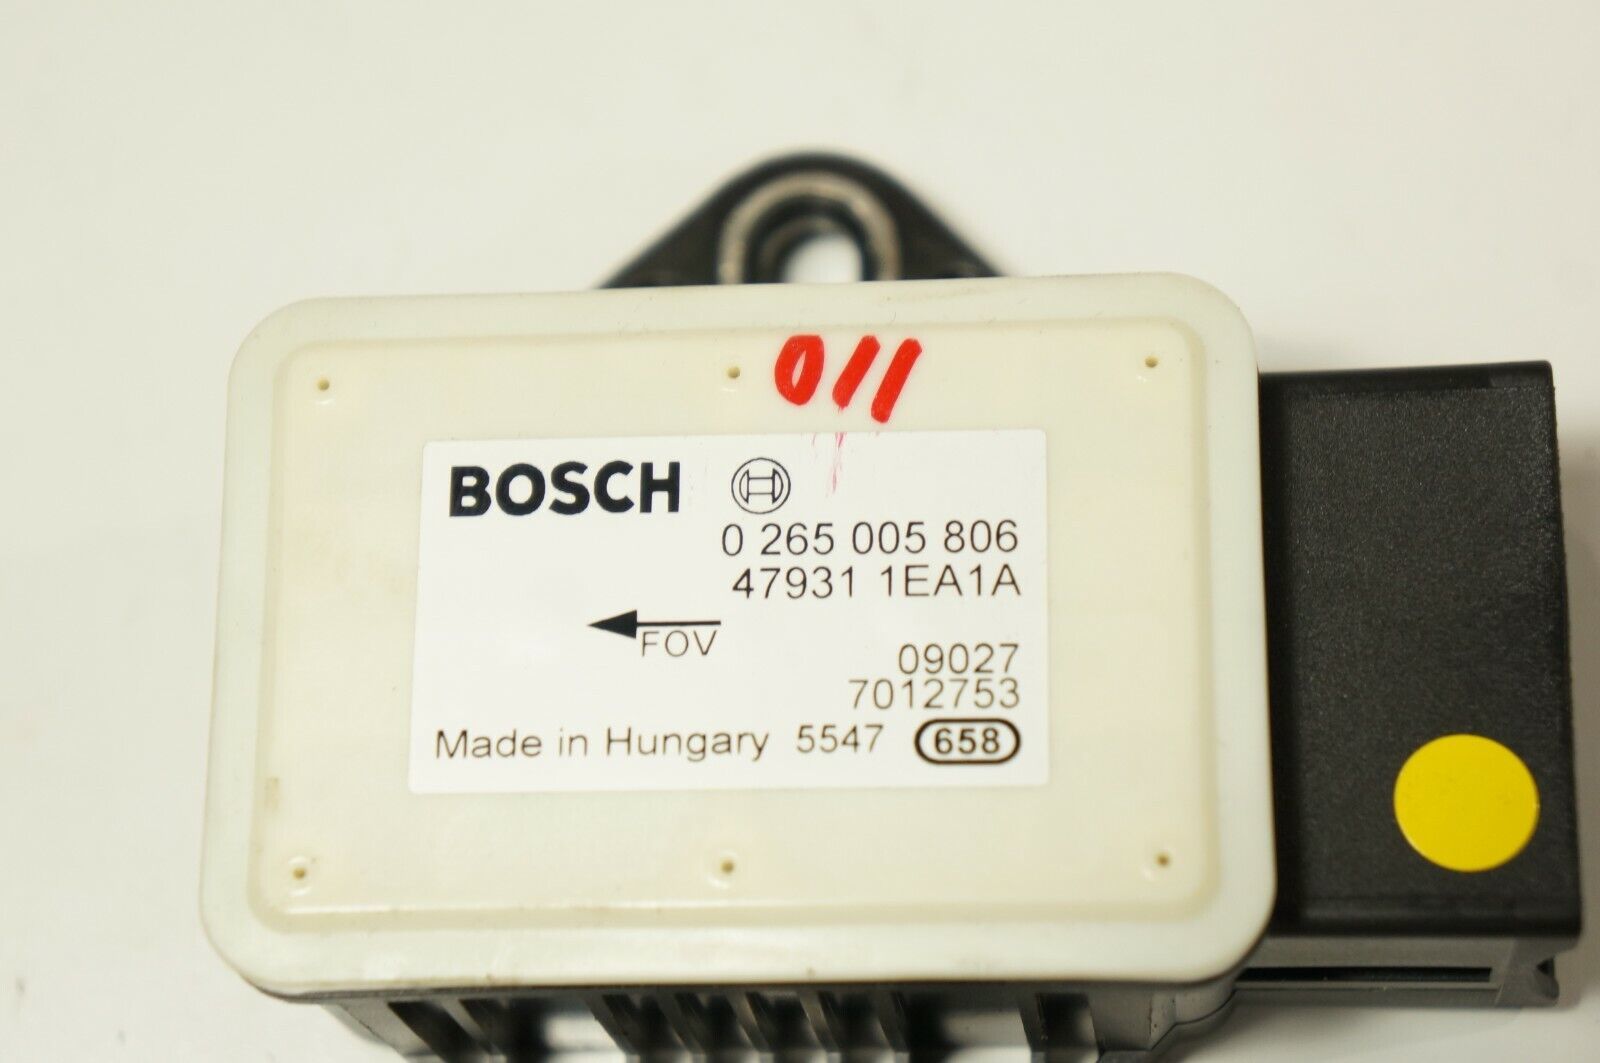 011
BOSCH
0 265 005 806
47931 1EA1A
FOV
09027
7012753
Made in Hungary 5547 658